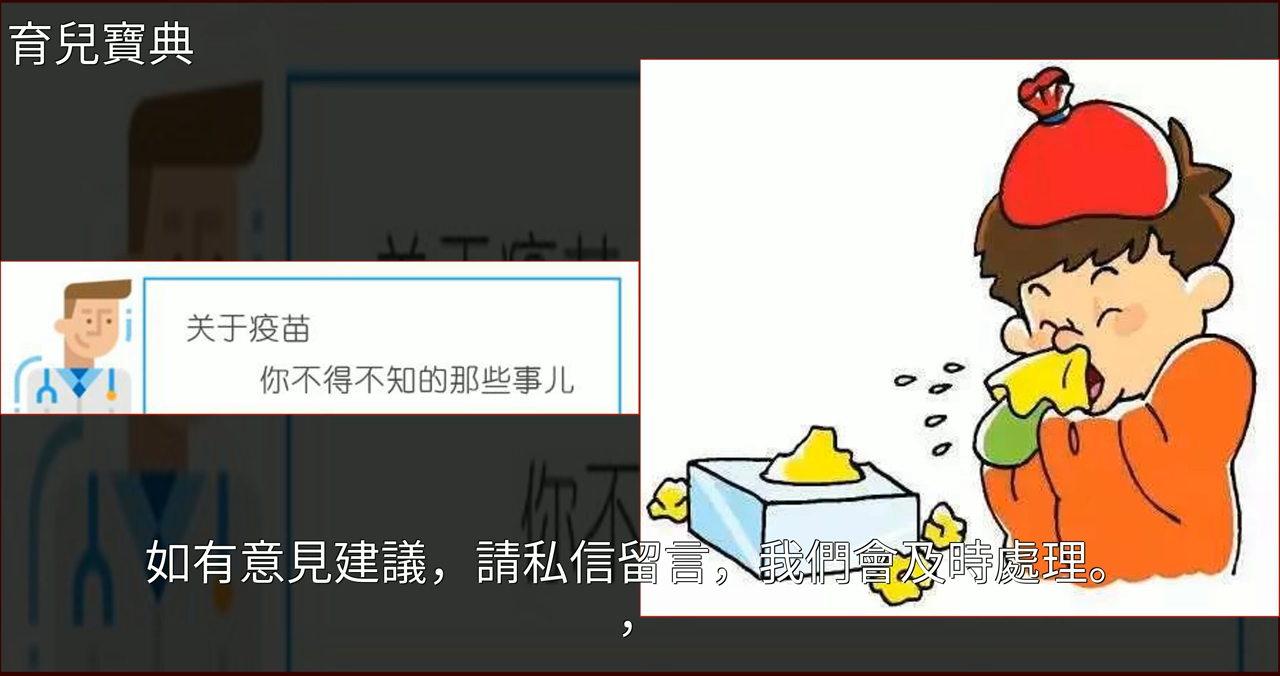 育兒寶典
关于疫苗
你不得不知的那些事儿
如有意見建議，請私信留言，我們會及時處理。
，